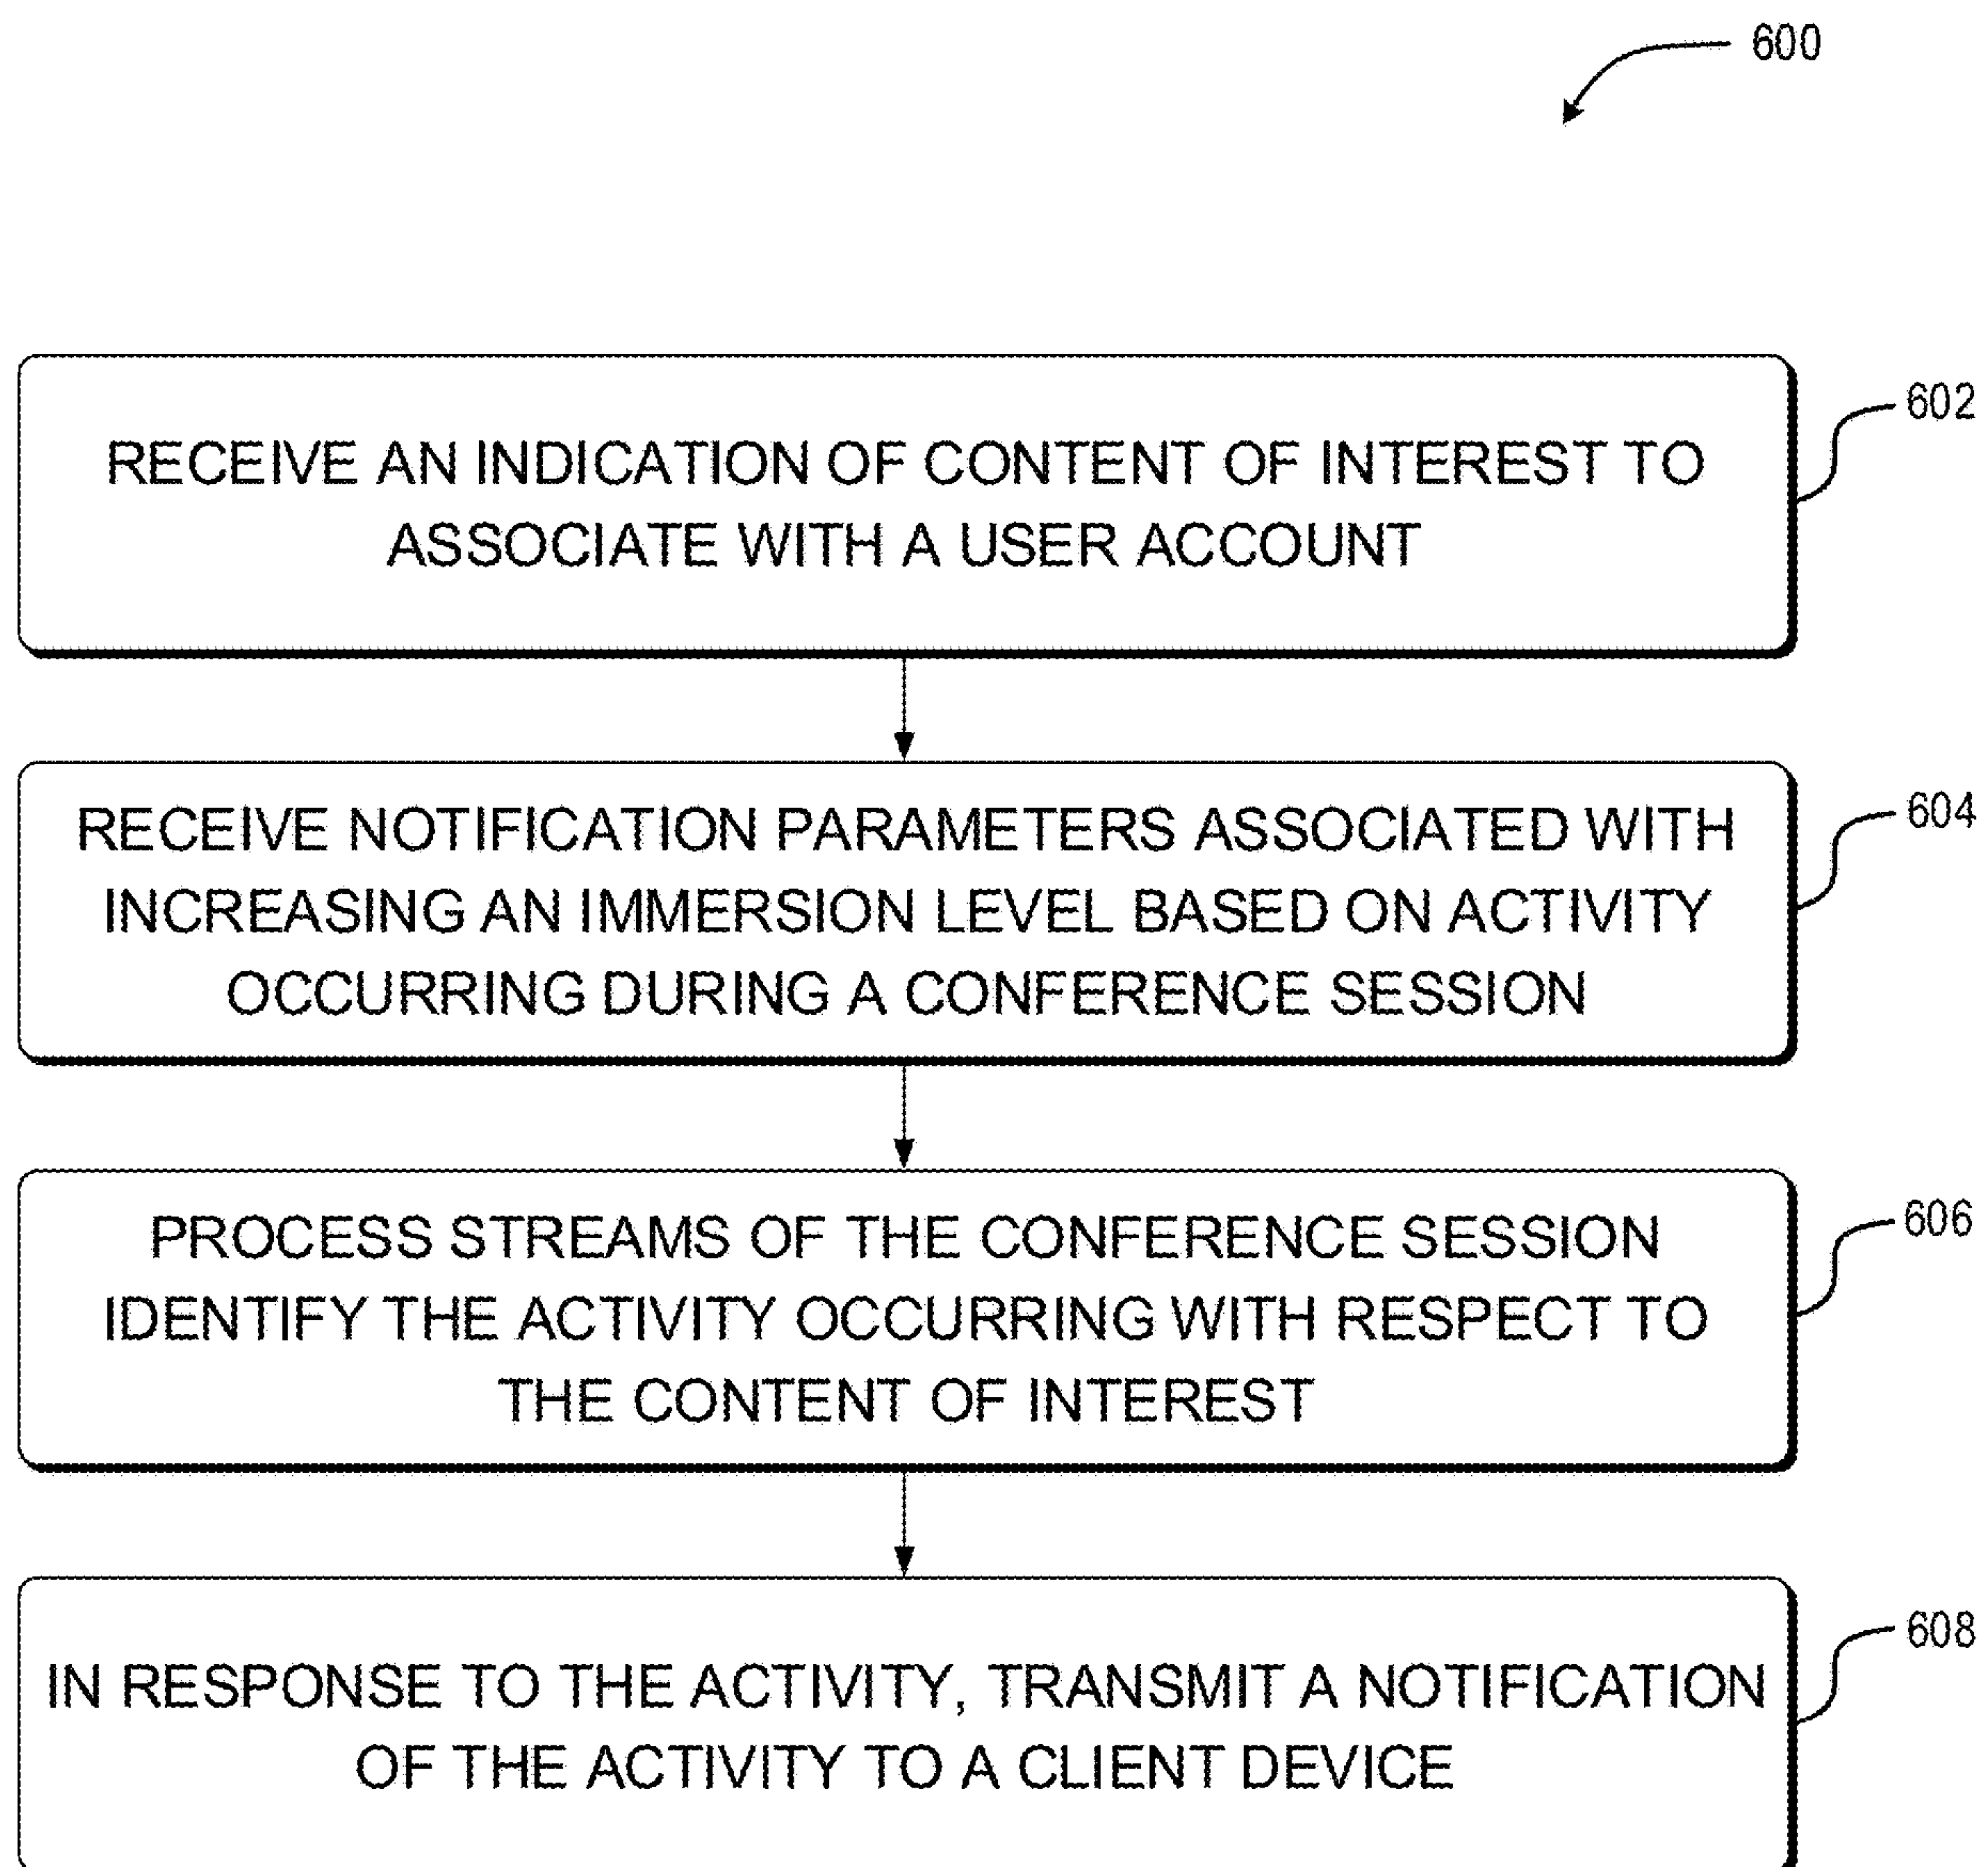 600
RECEIVE AN INDICATION OF CONTENT OF INTEREST TO
ASSOCIATE WITH A USER ACCOUNT
602
RECEIVE NOTIFICATION PARAMETERS ASSOCIATED WITH
INCREASING AN IMMERSION LEVEL BASED ON ACTIVITY
OCCURRING DURING A CONFERENCE SESSION
604
PROCESS STREAMS OF THE CONFERENCE SESSION
IDENTIFY THE ACTIVITY OCCURRING WITH RESPECT TO
THE CONTENT OF INTEREST
606
IN RESPONSE TO THE ACTIVITY, TRANSMIT A NOTIFICATION
OF THE ACTIVITY TO A CLIENT DEVICE
608